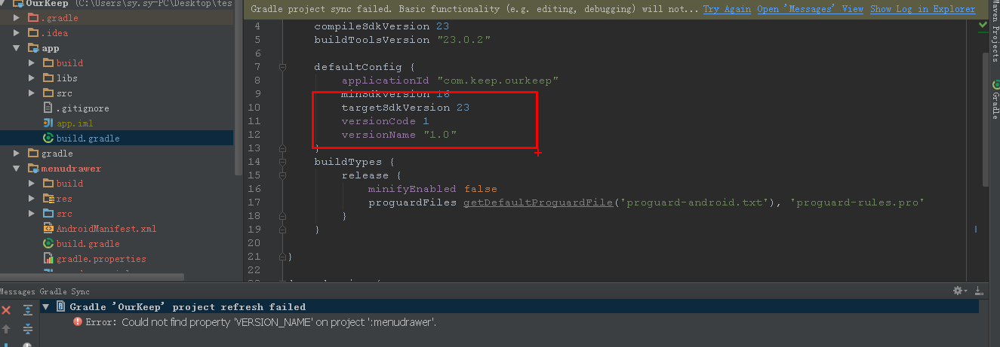 OurKeep (C:\Users\sy.sy-PC\Desktop\tes
.gradle
.idea
app
build
libs
src
.gitignore
app.iml
build.gradle
gradle
menudrawer
build
res
src
AndroidManifest.xml
build.gradle
gradle.properties
Gradle project sync failed. Basic functionality (e.g. editing, debugging) will not... Try Again Open 'Messages' View Show Log in Explorer
4 compileSdkVersion 23
5 buildToolsVersion "23.0.2"
6
7 defaultConfig {
8 applicationId "com.keep.ourkeep"
9 minSdkVersion 16
10 targetSdkVersion 23
11 versionCode 1
12 versionName "1.0"
13 }
14 buildTypes {
15 release {
16 minifyEnabled false
17 proguardFiles getDefaultProguardFile('proguard-android.txt'), 'proguard-rules.pro'
18 }
19 }
20
21 }
22
Maven Projects
Gradle
Messages Gradle Sync
Gradle 'OurKeep' project refresh failed
Error: Could not find property 'VERSION_NAME' on project ':menudrawer'.